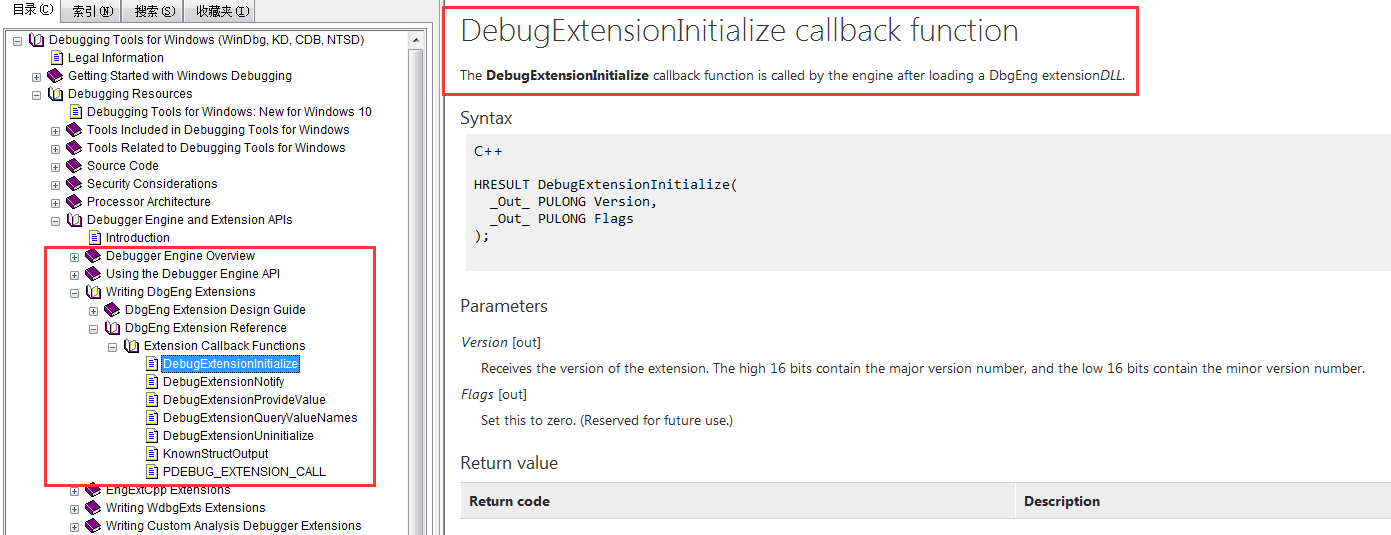 目录(C) 索引(N) 搜索(S) 收藏夹(I)
Debugging Tools for Windows (WinDbg, KD, CDB, NTSD)
Legal Information
Getting Started with Windows Debugging
Debugging Resources
Debugging Tools for Windows: New for Windows 10
Tools Included in Debugging Tools for Windows
Tools Related to Debugging Tools for Windows
Source Code
Security Considerations
Processor Architecture
Debugger Engine and Extension APIs
Introduction
Debugger Engine Overview
Using the Debugger Engine API
Writing DbgEng Extensions
DbgEng Extension Design Guide
DbgEng Extension Reference
Extension Callback Functions
DebugExtensionInitialize
DebugExtensionNotify
DebugExtensionProvideValue
DebugExtensionQueryValueNames
DebugExtensionUninitialize
KnownStructOutput
PDEBUG_EXTENSION_CALL
EngExtCpp Extensions
Writing WdbgExts Extensions
Writing Custom Analysis Debugger Extensions
DebugExtensionInitialize callback function
The DebugExtensionInitialize callback function is called by the engine after loading a DbgEng extensionDLL.
Syntax
C++
HRESULT DebugExtensionInitialize(
_Out_ PULONG Version,
_Out_ PULONG Flags
);
Parameters
Version [out]
Receives the version of the extension. The high 16 bits contain the major version number, and the low 16 bits contain the minor version number.
Flags [out]
Set this to zero. (Reserved for future use.)
Return value
Return code Description